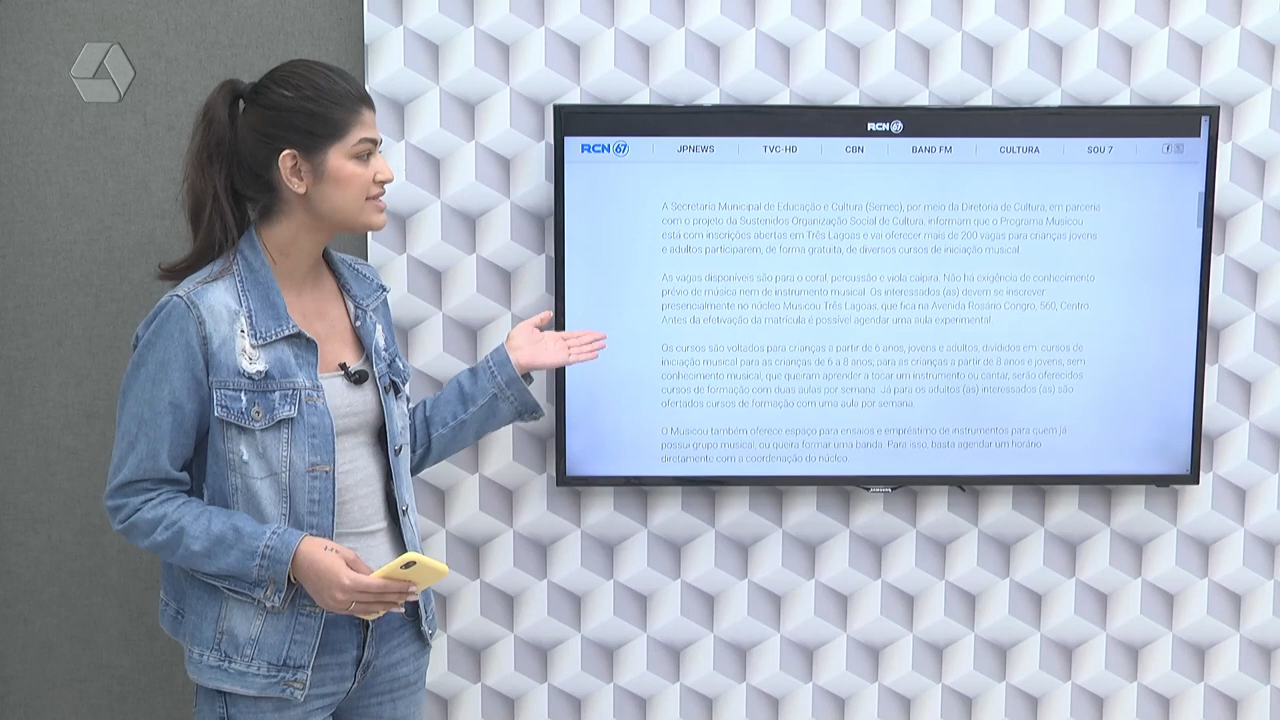 RCN 67
RCN 67 JPNEWS TVC-HD CBN BAND FM CULTURA SOU 7
A Secretaria Municipal de Educação e Cultura (Semec), por meio da Diretoria de Cultura, em parceria
com o projeto da Sustenidos Organização Social de Cultura, informam que o Programa Musicou
está com inscrições abertas em Três Lagoas e vai oferecer mais de 200 vagas para crianças jovens
e adultos participarem, de forma gratuita, de diversos cursos de iniciação musical.
As vagas disponíveis são para o coral, percussão e viola caipira. Não há exigência de conhecimento
prévio de música nem de instrumento musical. Os interessados (as) devem se inscrever
presencialmente no núcleo Musicou Três Lagoas, que fica na Avenida Rosário Congro, 560, Centro.
Antes da efetivação da matrícula é possível agendar uma aula experimental.
Os cursos são voltados para crianças a partir de 6 anos, jovens e adultos, divididos em: cursos de
iniciação musical para as crianças de 6 a 8 anos; para as crianças a partir de 8 anos e jovens, sem
conhecimento musical, que queiram aprender a tocar um instrumento ou cantar, serão oferecidos
cursos de formação com duas aulas por semana. Já para os adultos (as) interessados (as) são
ofertados cursos de formação com uma aula por semana.
O Musicou também oferece espaço para ensaios e empréstimo de instrumentos para quem já
possui grupo musical, ou queira formar uma banda. Para isso, basta agendar um horário
diretamente com a coordenação do núcleo.
SAMSUNG